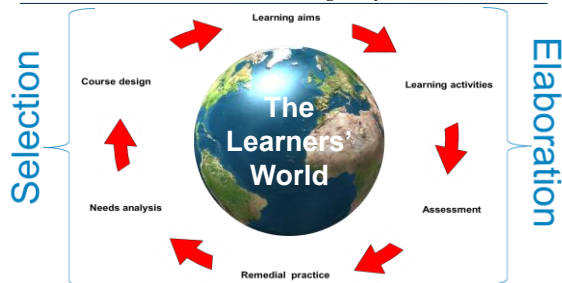 Learning aims
Course design
Learning activities
The
Learners'
World
Selection
Elaboration
Needs analysis
Assessment
Remedial practice